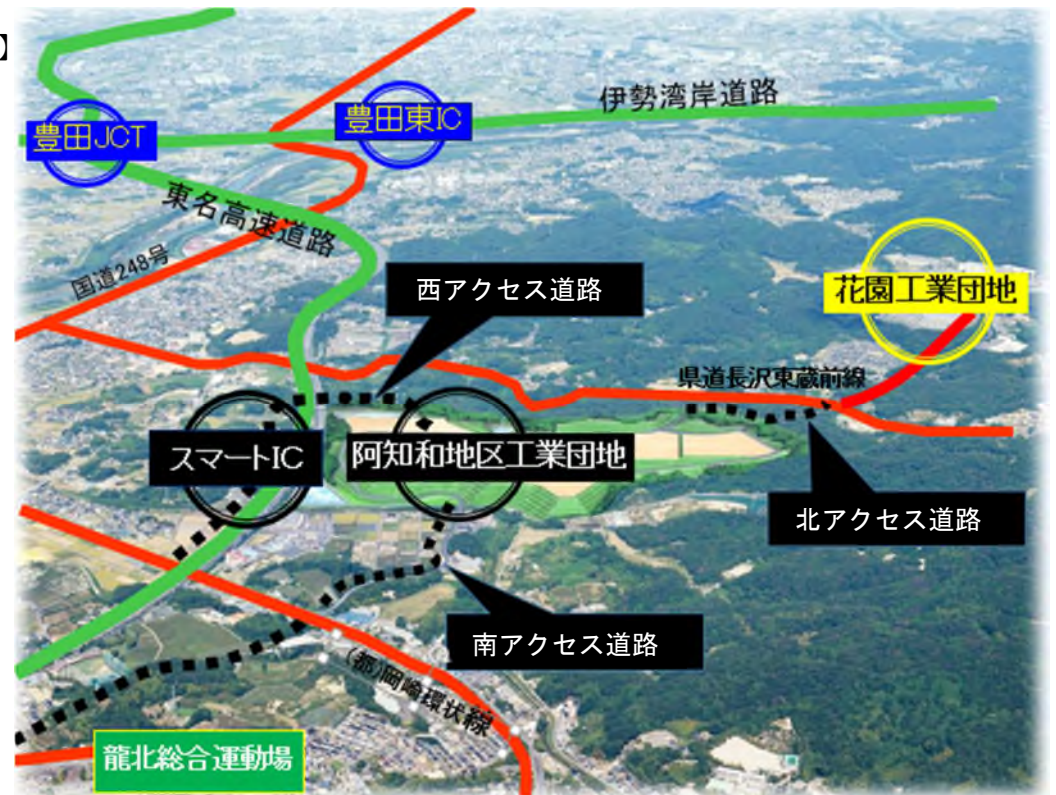 】
伊勢湾岸道路
豊田東IC
豊田JCT
東名高速道路
国道248号
西アクセス道路
花園工業団地
県道長沢東蔵前線
スマートIC
阿知和地区工業団地
北アクセス道路
南アクセス道路
(都)岡崎環状線
龍北総合運動場